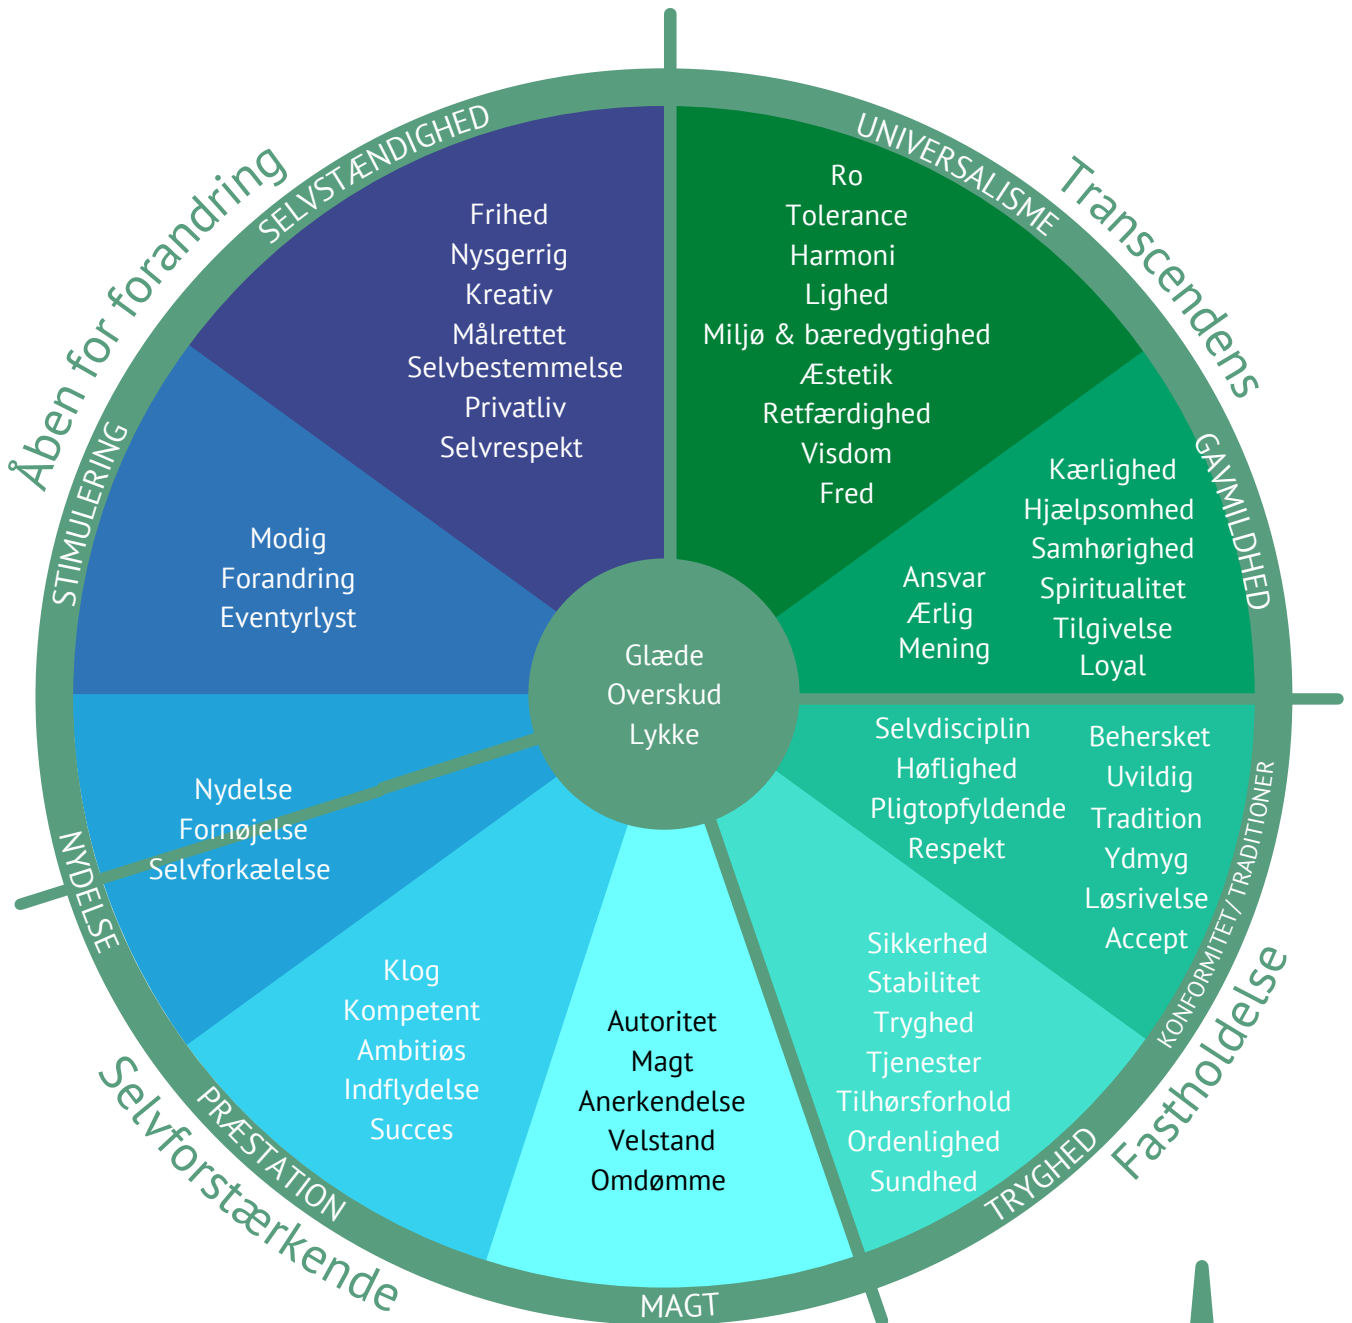 Åben for forandring
SELVSTÆNDIGHED
Frihed
Nysgerrig
Kreativ
Målrettet
Selvbestemmelse
Privatliv
Selvrespekt
UNIVERSALISME
Transcendens
Ro
Tolerance
Harmoni
Lighed
Miljø & bæredygtighed
Æstetik
Retfærdighed
Visdom
Fred
GAVMILDHED
Kærlighed
Hjælpsomhed
Samhørighed
Spiritualitet
Tilgivelse
Loyal
Ansvar
Ærlig
Mening
STIMULERING
Modig
Forandring
Eventyrlyst
Glæde
Overskud
Lykke
KONFORMITET/ TRADITIONER
Selvdisciplin
Høflighed
Pligtopfyldende
Respekt
Behersket
Uvildig
Tradition
Ydmyg
Løsrivelse
Accept
NYDELSE
Nydelse
Fornøjelse
Selvforkælelse
Selvforstærkende
PRÆSTATION
Klog
Kompetent
Ambitiøs
Indflydelse
Succes
MAGT
Autoritet
Magt
Anerkendelse
Velstand
Omdømme
TRYGHED
Sikkerhed
Stabilitet
Tryghed
Tjenester
Tilhørsforhold
Ordenlighed
Sundhed
Fastholdelse